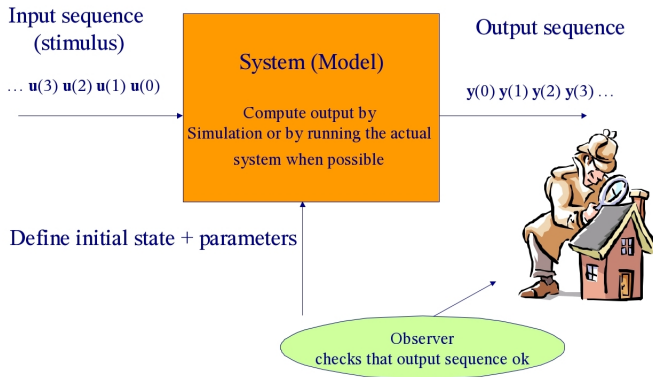 Input sequence
(stimulus)
… u(3) u(2) u(1) u(0)
System (Model)
Compute output by
Simulation or by running the actual
system when possible
Output sequence
y(0) y(1) y(2) y(3) …
Define initial state + parameters
Observer
checks that output sequence ok